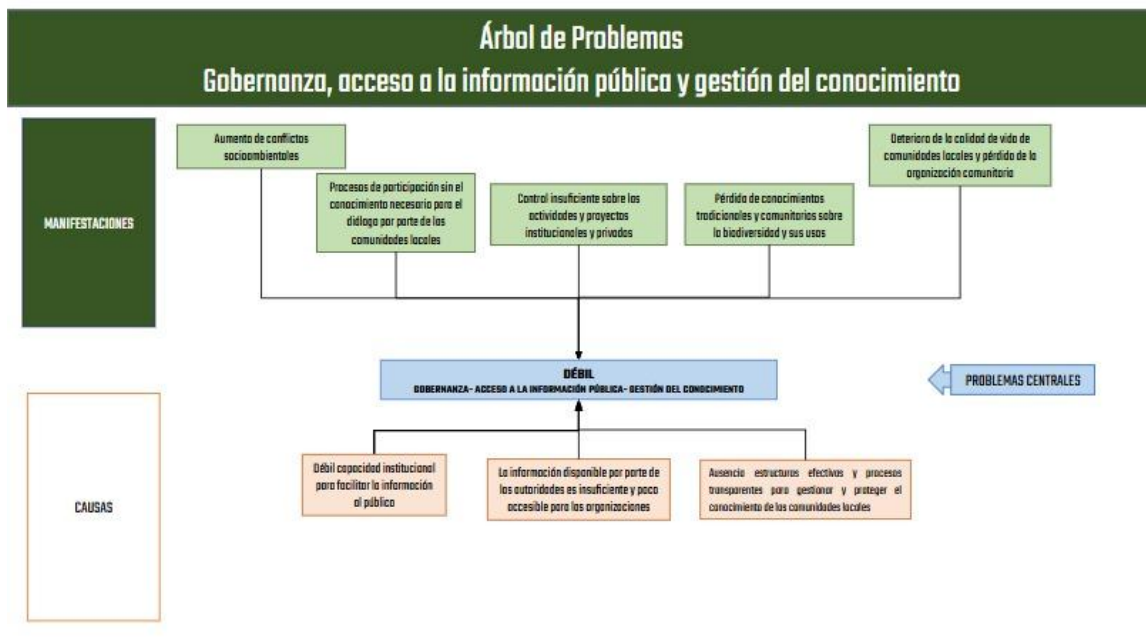 Árbol de Problemas
Gobernanza, acceso a la información pública y gestión del conocimiento
MANIFESTACIONES
Aumento de conflictos
socioambientales
Procesos de participación sin el
conocimiento necesario para el
diálogo por parte de las
comunidades locales
Control insuficiente sobre las
actividades y proyectos
institucionales y privados
Pérdida de conocimientos
tradicionales y comunitarios sobre
la biodiversidad y sus usos
Deterioro de la calidad de vida de
comunidades locales y pérdida de la
organización comunitaria
DÉBIL
GOBERNANZA- ACCESO A LA INFORMACIÓN PÚBLICA- GESTIÓN DEL CONOCIMIENTO
PROBLEMAS CENTRALES
CAUSAS
Débil capacidad institucional
para facilitar la información
al público
La información disponible por parte de
las autoridades es insuficiente y poco
accesible para las organizaciones
Ausencia estructuras efectivas y procesos
transparentes para gestionar y proteger el
conocimiento de las comunidades locales